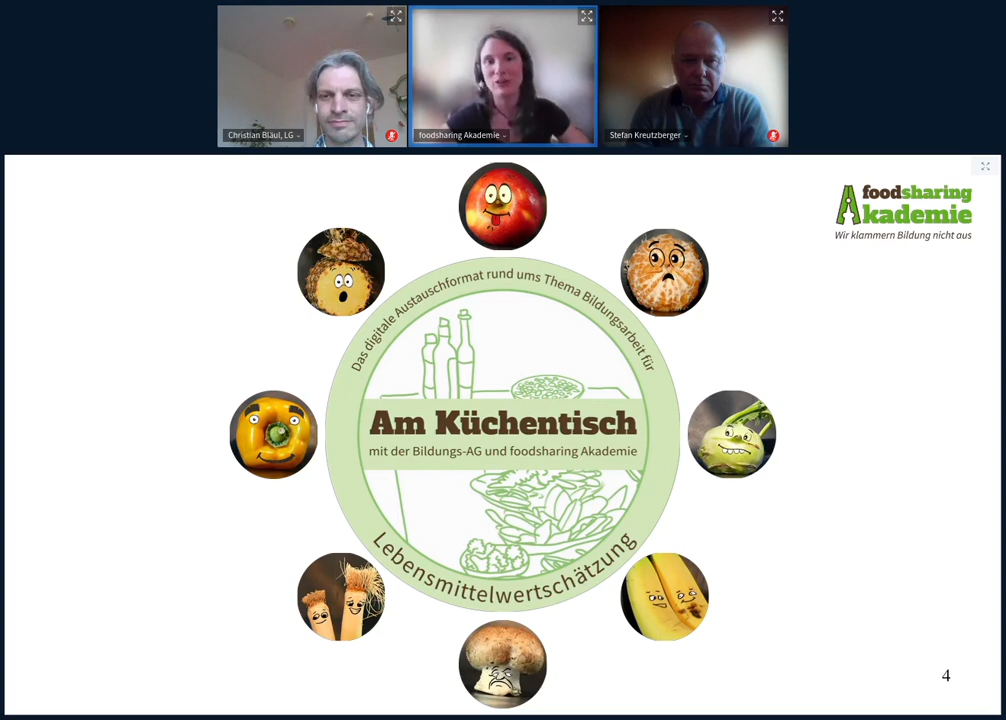 Christian Bläul, LG
foodsharing Akademie
Stefan Kreutzberger
foodsharing
Akademie
Wir klammern Bildung nicht aus
Das digitale Austauschformat rund ums Thema Bildungsarbeit für
Am Küchentisch
mit der Bildungs-AG und foodsharing Akademie
Lebensmittelwertschätzung
4